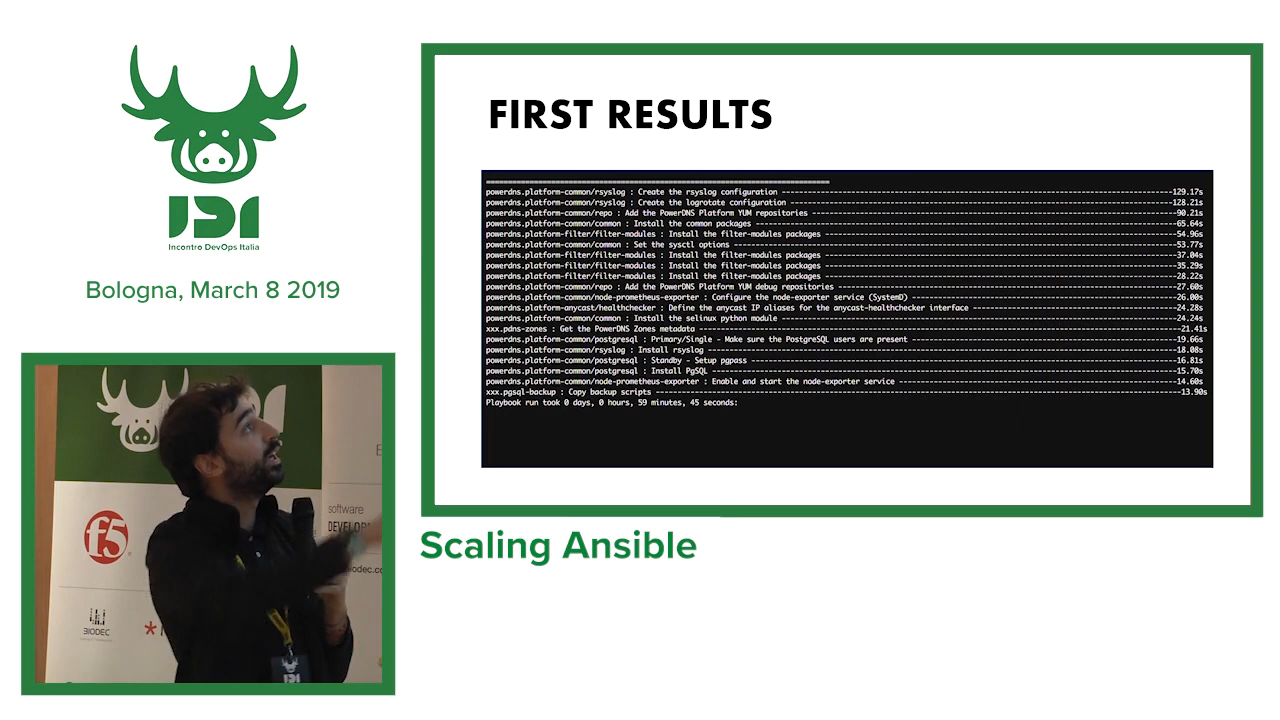 IDI
Incontro DevOps Italia
Bologna, March 8 2019
FIRST RESULTS
powerdns.platform-common/rsyslog : Create the rsyslog configuration ---129.17s
powerdns.platform-common/rsyslog : Create the logrotate configuration ---128.21s
powerdns.platform-common/repo : Add the PowerDNS Platform YUM repositories ---90.21s
powerdns.platform-common/common : Install the common packages ---65.64s
powerdns.platform-filter/filter-modules : Install the filter-modules packages ---54.96s
powerdns.platform-common/common : Set the sysctl options ---53.77s
powerdns.platform-filter/filter-modules : Install the filter-modules packages ---37.04s
powerdns.platform-filter/filter-modules : Install the filter-modules packages ---35.29s
powerdns.platform-filter/filter-modules : Install the filter-modules packages ---28.22s
powerdns.platform-common/repo : Add the PowerDNS Platform YUM debug repositories ---27.60s
powerdns.platform-common/node-prometheus-exporter : Configure the node-exporter service (SystemD) ---26.00s
powerdns.platform-anycast/healthchecker : Define the anycast IP aliases for the anycast-healthchecker interface ---24.28s
powerdns.platform-common/common : Install the selinux python module ---24.24s
xxx.pdns-zones : Get the PowerDNS Zones metadata ---21.41s
powerdns.platform-common/postgresql : Primary/Single - Make sure the PostgreSQL users are present ---19.66s
powerdns.platform-common/rsyslog : Install rsyslog ---18.08s
powerdns.platform-common/postgresql : Standby - Setup pgpass ---16.81s
powerdns.platform-common/postgresql : Install PgSQL ---15.70s
powerdns.platform-common/node-prometheus-exporter : Enable and start the node-exporter service ---14.60s
xxx.pgsql-backup : Copy backup scripts ---13.90s
Playbook run took 0 days, 0 hours, 59 minutes, 45 seconds:
Scaling Ansible
f5
software
DEVELOP
BIODEC